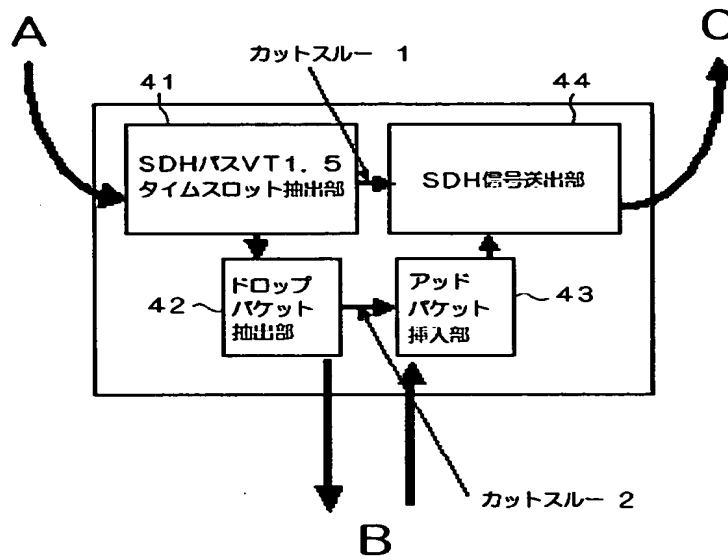 A
C
カットスルー 1
41
44
SDHパスVT1.5
タイムスロット抽出部
SDH信号送出部
42
ドロップ
パケット
抽出部
アッド
パケット
挿入部
43
カットスルー 2
B